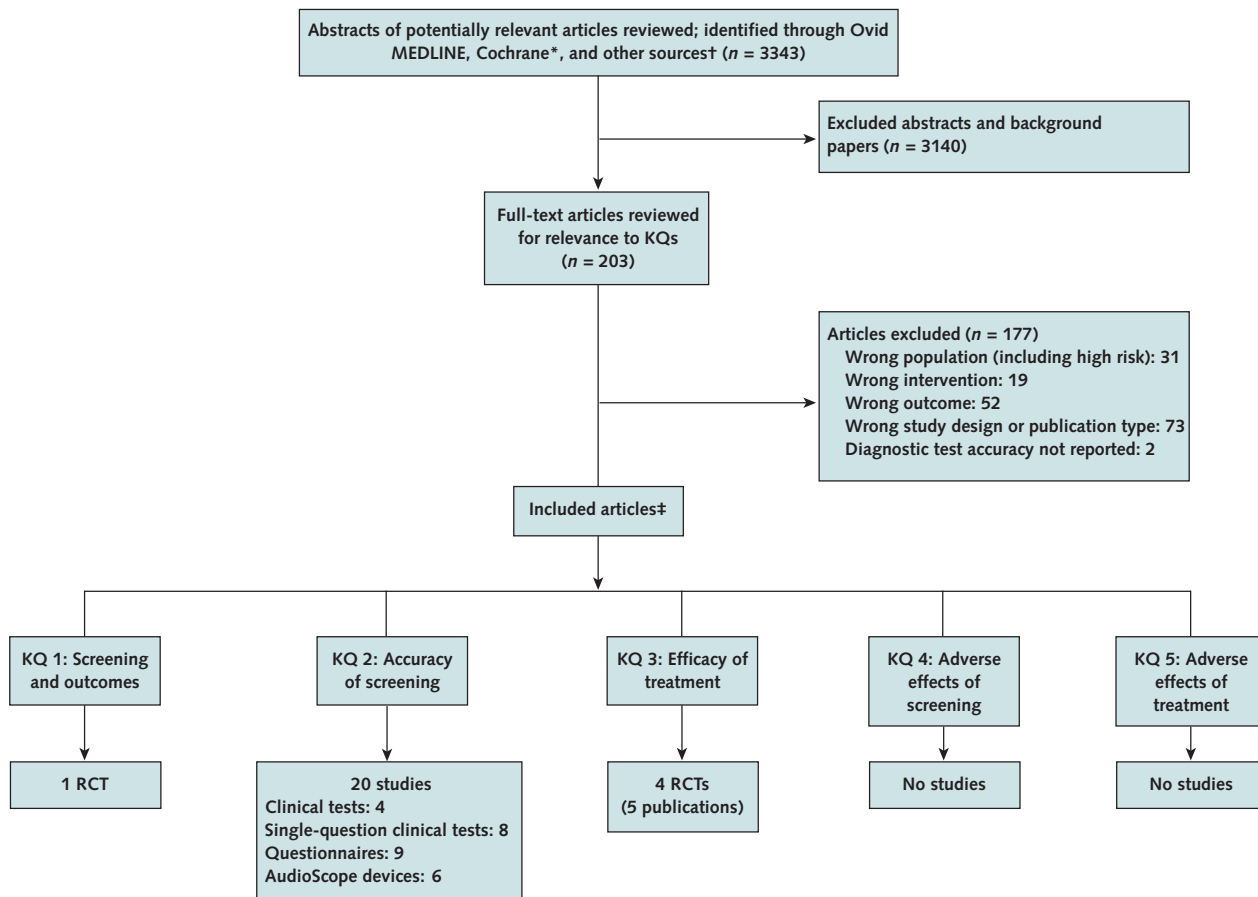 Abstracts of potentially relevant articles reviewed; identified through Ovid
MEDLINE, Cochrane*, and other sources† (n = 3343)
Excluded abstracts and background
papers (n = 3140)
Full-text articles reviewed
for relevance to KQs
(n = 203)
Articles excluded (n = 177)
Wrong population (including high risk): 31
Wrong intervention: 19
Wrong outcome: 52
Wrong study design or publication type: 73
Diagnostic test accuracy not reported: 2
Included articles‡
KQ 1: Screening
and outcomes
KQ 2: Accuracy
of screening
KQ 3: Efficacy of
treatment
KQ 4: Adverse
effects of
screening
KQ 5: Adverse
effects of
treatment
1 RCT
20 studies
Clinical tests: 4
Single-question clinical tests: 8
Questionnaires: 9
AudioScope devices: 6
4 RCTs
(5 publications)
No studies
No studies